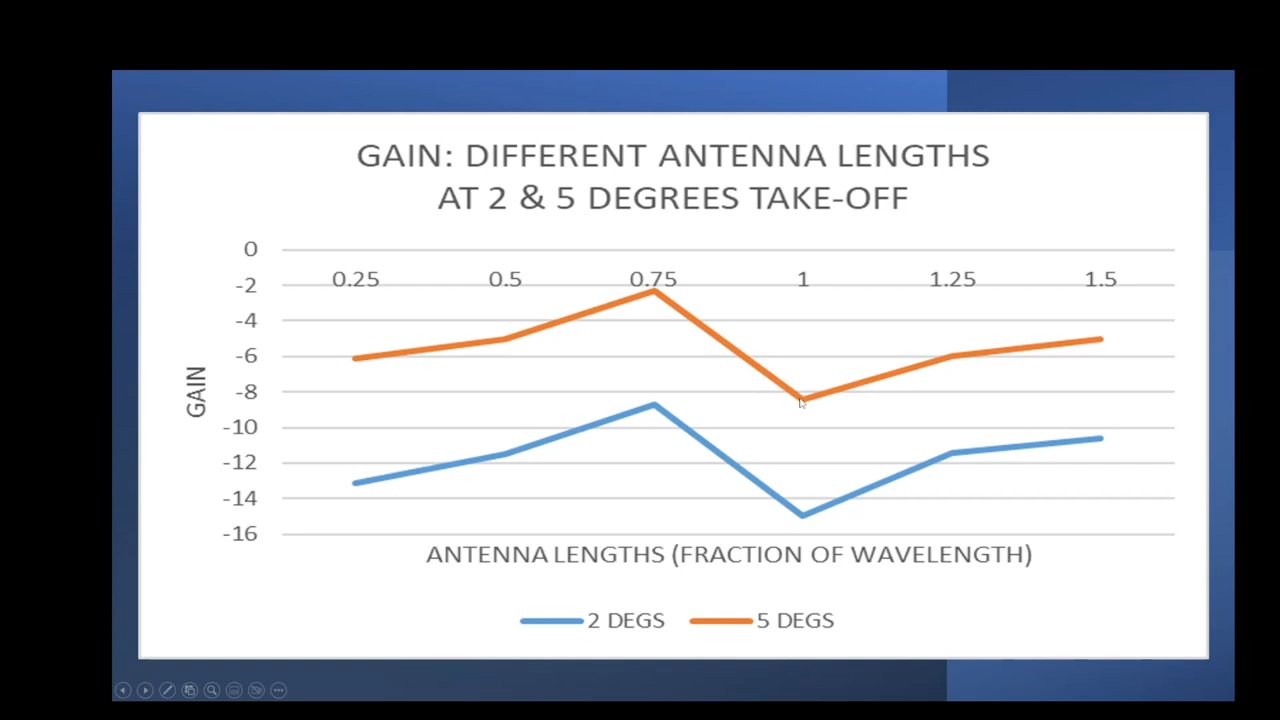 GAIN: DIFFERENT ANTENNA LENGTHS
AT 2 & 5 DEGREES TAKE-OFF
0
0.25 0.5 0.75 1 1.25 1.5
-2
-4
-6
-8
-10
-12
-14
-16
GAIN
ANTENNA LENGTHS (FRACTION OF WAVELENGTH)
2 DEGS 5 DEGS